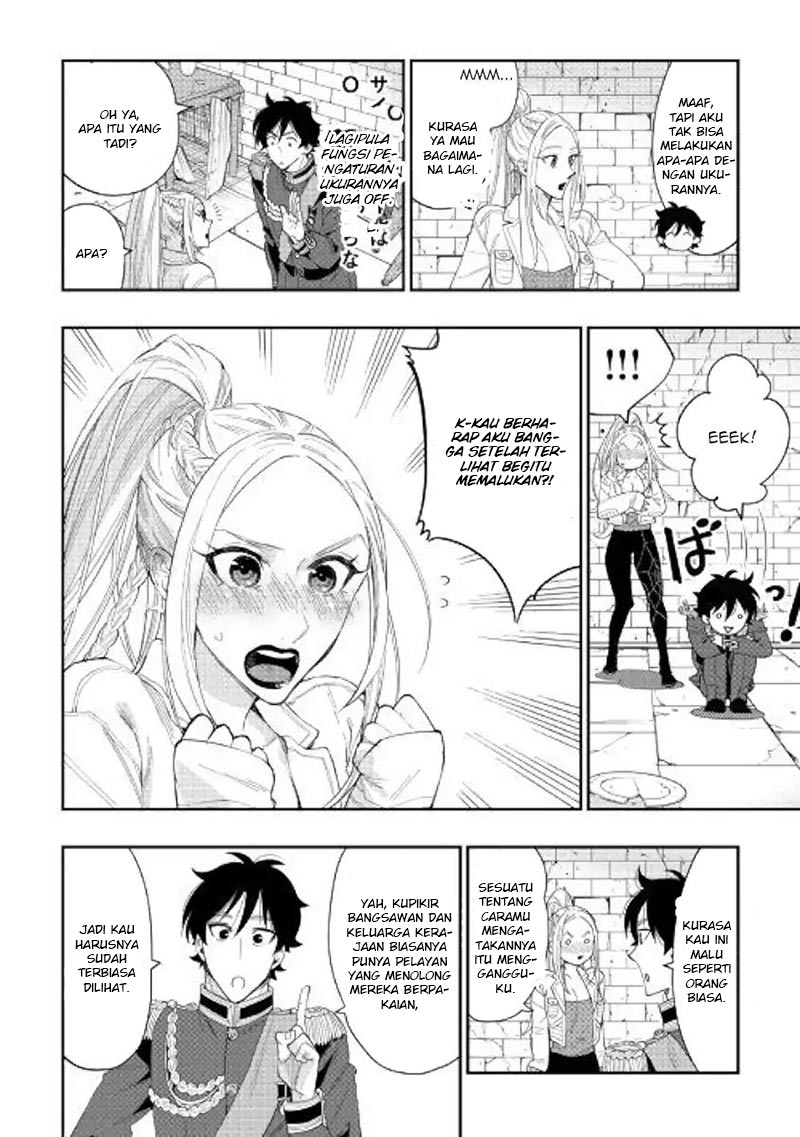 MAAF,
TAPI AKU
TAK BISA
MELAKUKAN
APA-APA DE-
NGAN UKU-
RANNYA.
MMM...
KURASA
YA MAU
BAGAIMA-
NA LAGI.
LAGIPULA
FUNGSI PE-
NGATURAN
UKURANNYA
JUGA OFF.
OH YA,
APA ITU YANG
TADI?
APA?
EEEK!
!!!
ばっ!
K-KAU BERHA-
RAP AKU BANG-
GA SETELAH TER-
LIHAT BEGITU
MEMALUKAN?!
KURASA
KAU INI
MALU
SEPERTI
ORANG
BIASA.
SESUATU
TENTANG
CARAMU
MENGA-
TAKANNYA
ITU MENG-
GANGGU-
KU.
YAH, KUPIKIR
BANGSAWAN DAN
KELUARGA KERA-
JAAN BIASANYA
PUNYA PELAYAN
YANG MENOLONG
MEREKA BERPA-
KAIAN,
JADI KAU
HARUSNYA
SUDAH
TERBIASA
DILIHAT.